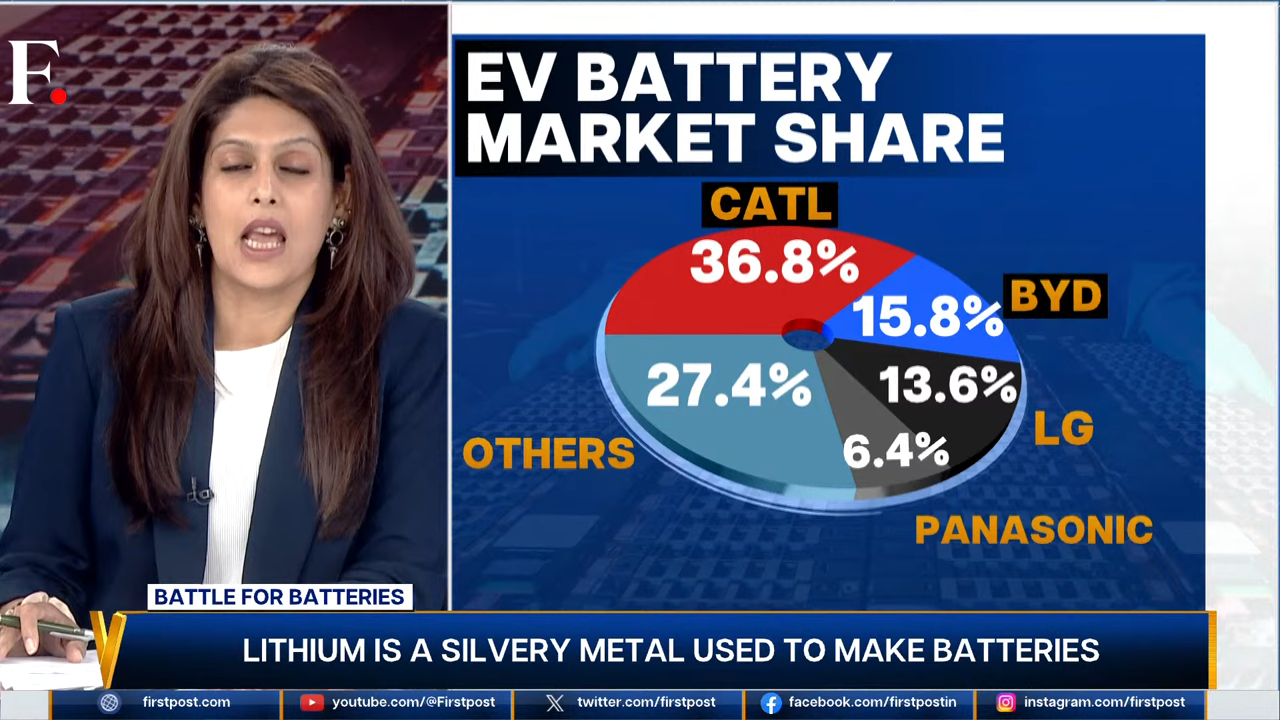 F.
EV BATTERY
MARKET SHARE
CATL
36.8%
15.8%
BYD
27.4%
13.6%
LG
OTHERS
6.4%
PANASONIC
BATTLE FOR BATTERIES
LITHIUM IS A SILVERY METAL USED TO MAKE BATTERIES
firstpost.com
youtube.com/@Firstpost
twitter.com/firstpost
facebook.com/firstpostin
instagram.com/firstpost